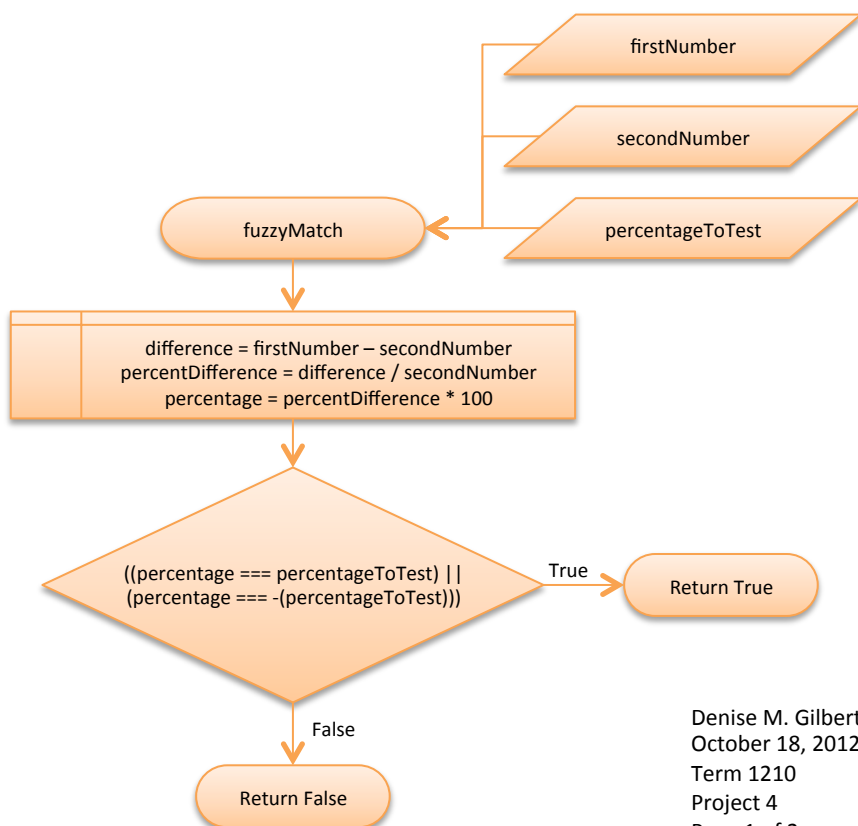 firstNumber
secondNumber
percentageToTest
fuzzyMatch
difference = firstNumber – secondNumber
percentDifference = difference / secondNumber
percentage = percentDifference * 100
((percentage === percentageToTest) ||
(percentage === -(percentageToTest)))
True
Return True
False
Return False
Denise M. Gilbert
October 18, 2012
Term 1210
Project 4